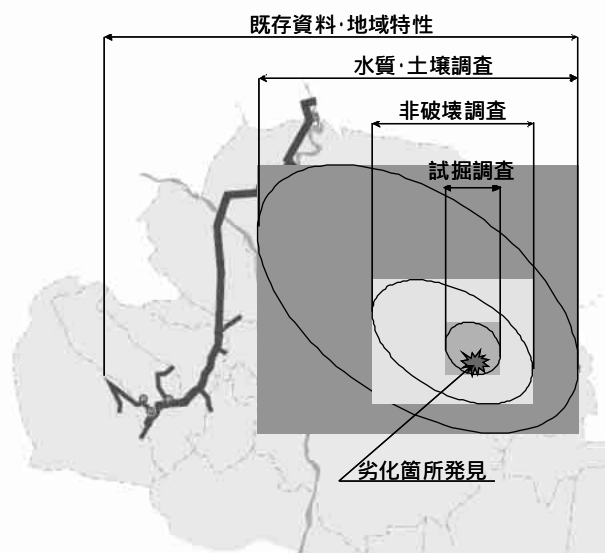 既存資料･地域特性
水質･土壌調査
非破壊調査
試掘調査
劣化箇所発見